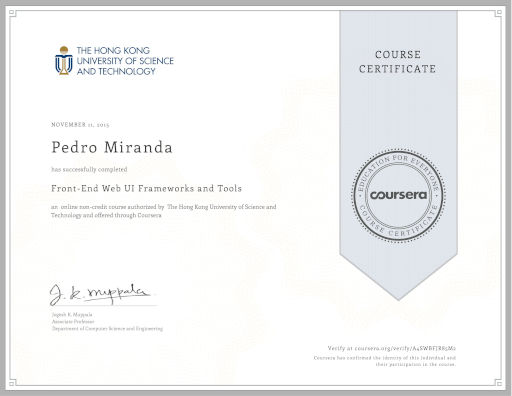 THE HONG KONG
UNIVERSITY OF SCIENCE
AND TECHNOLOGY
NOVEMBER 11, 2015
Pedro Miranda
has successfully completed
Front-End Web UI Frameworks and Tools
an online non-credit course authorized by The Hong Kong University of Science and
Technology and offered through Coursera
Jogesh K. Muppala
Associate Professor
Department of Computer Science and Engineering
COURSE
CERTIFICATE
EDUCATION FOR EVERYONE
coursera
COURSE CERTIFICATE
Verify at coursera.org/verify/
Coursera has confirmed the identity of this individual and
their participation in the course.